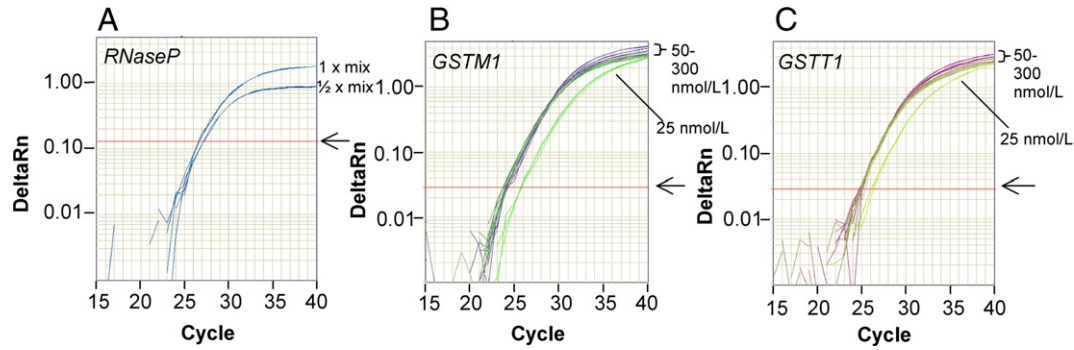 A
RNaseP
1 x mix
½ x mix
1.00
0.10
0.01
DeltaRn
15 20 25 30 35 40
Cycle
B
GSTM1
50-
300
nmol/L
25 nmol/L
1.00
0.10
0.01
DeltaRn
15 20 25 30 35 40
Cycle
C
GSTT1
50-
300
nmol/L
25 nmol/L
1.00
0.10
0.01
DeltaRn
15 20 25 30 35 40
Cycle